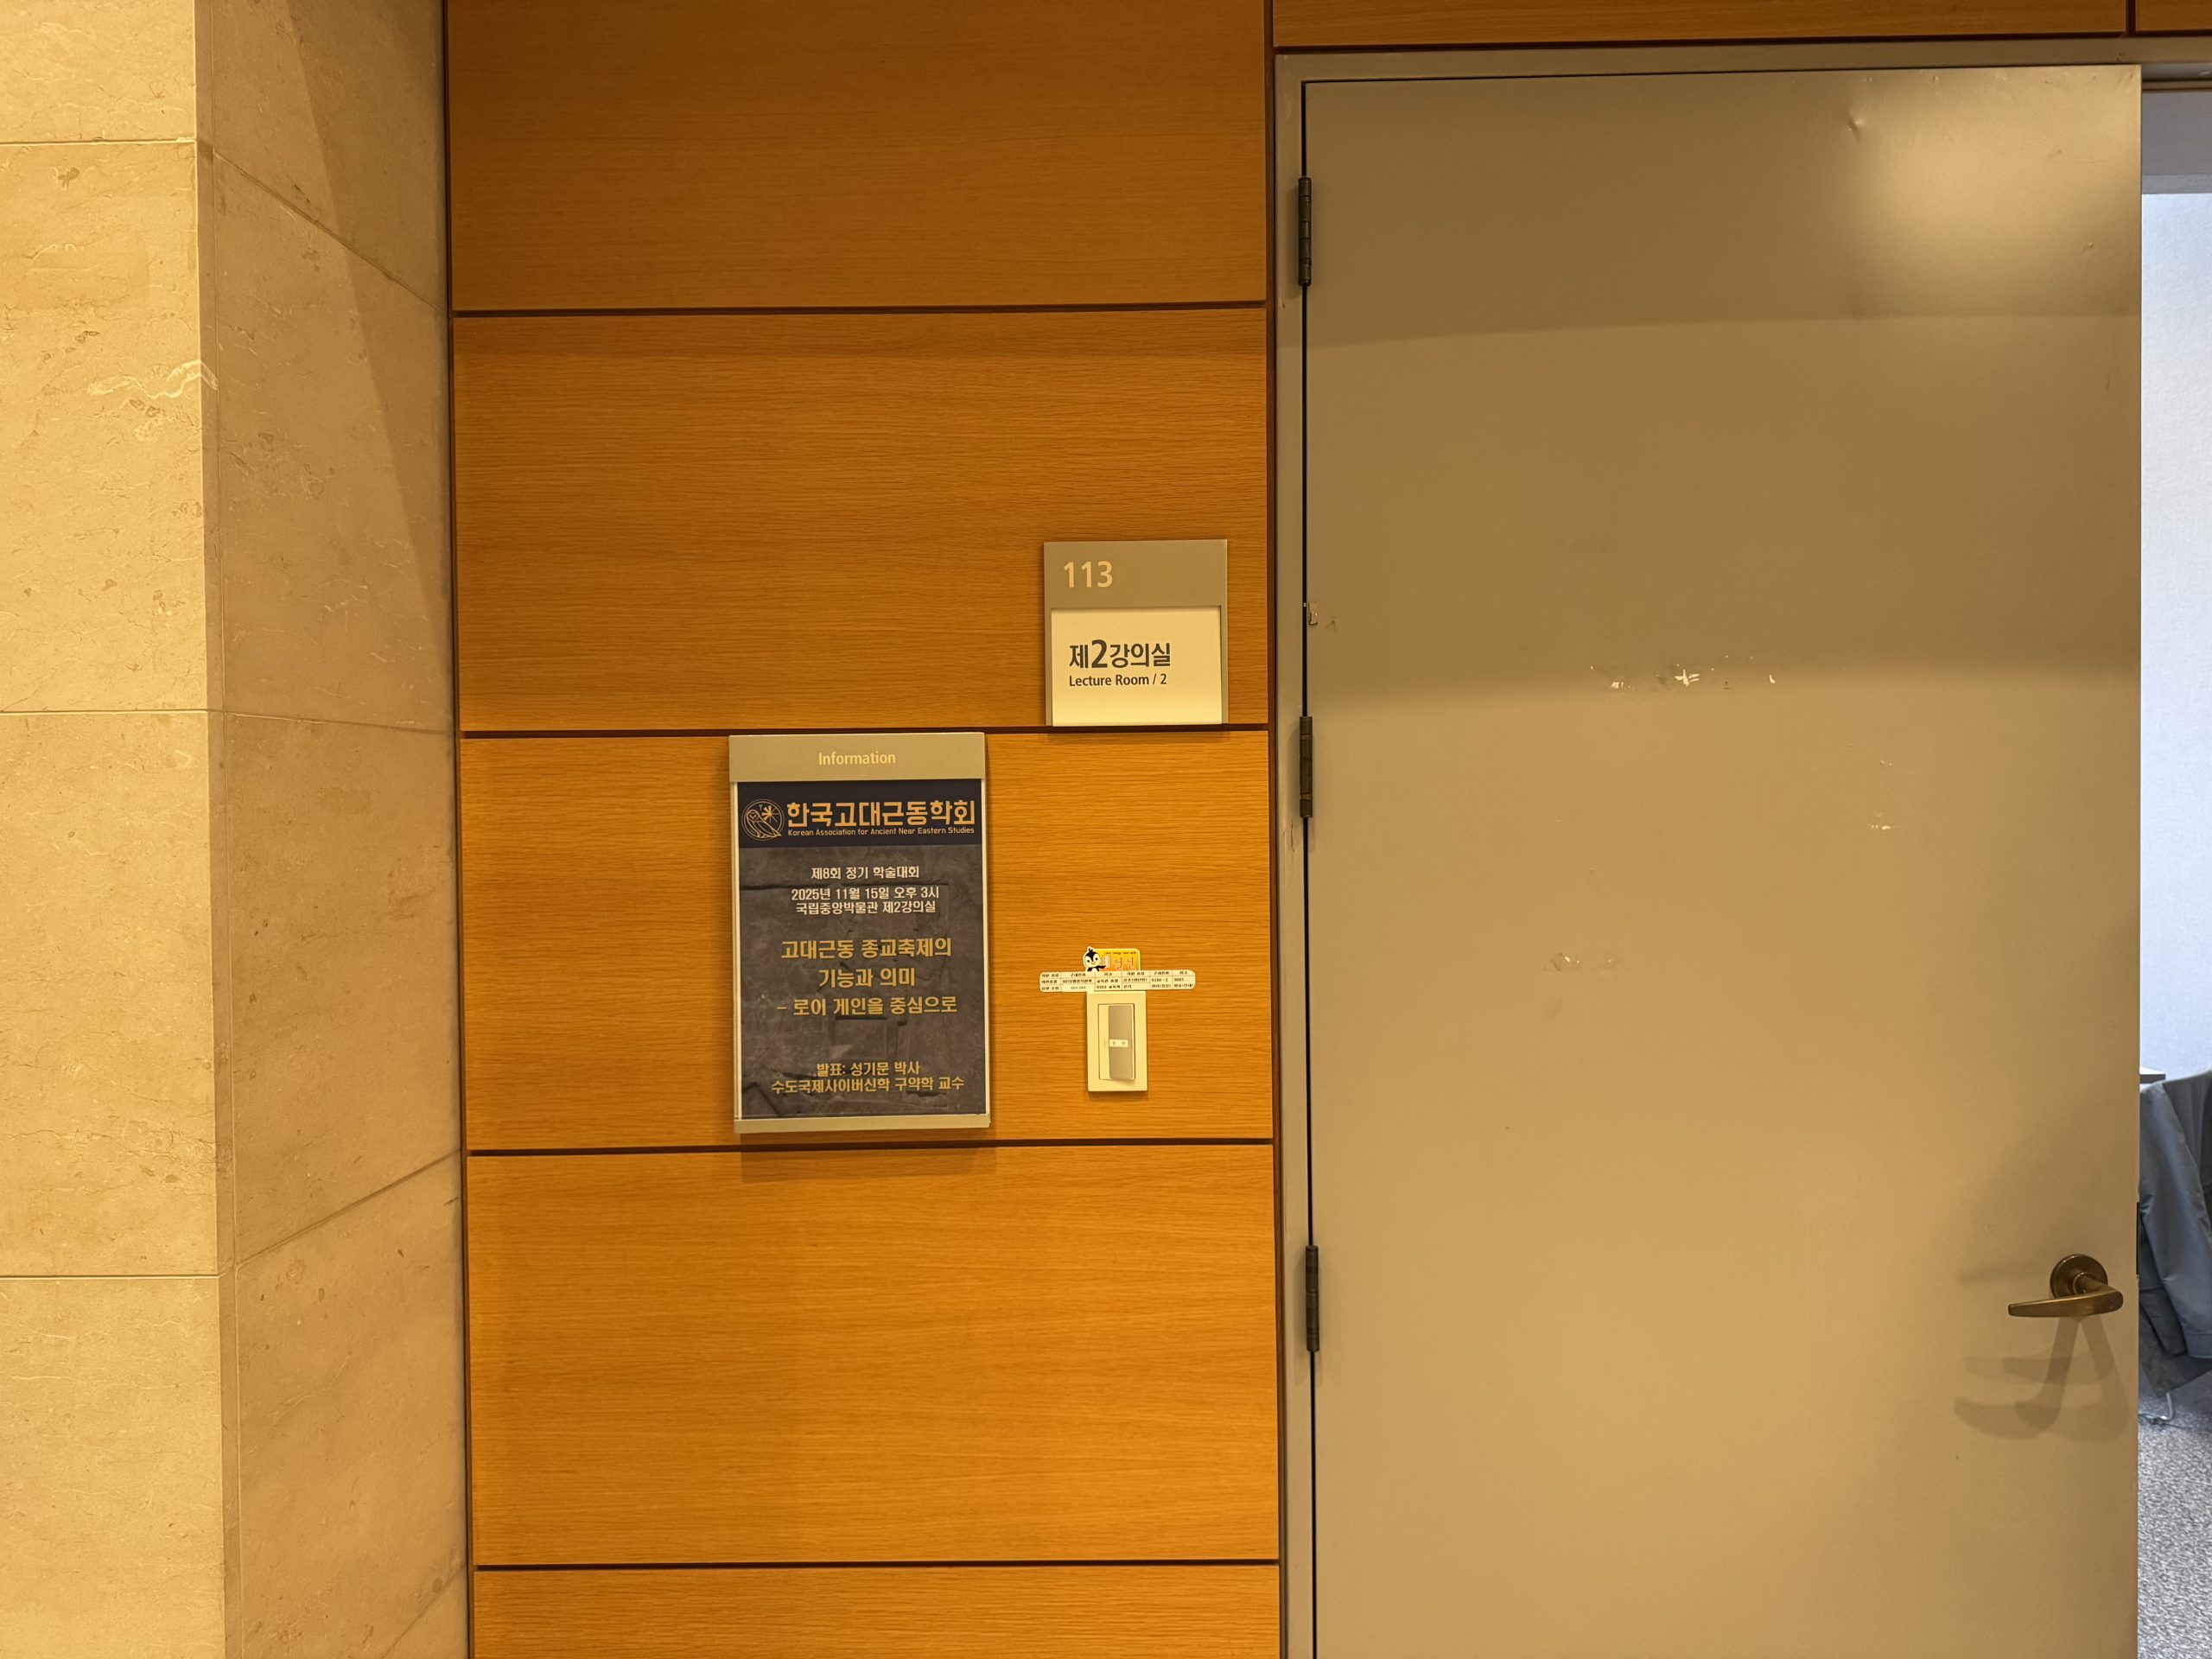 113
제2강의실
Lecture Room / 2
Information
한국고대근동학회
Korean Association for Ancient Near Eastern Studies
제8회 정기 학술대회
2025년 11월 15일 오후 3시
국립중앙박물관 제2강의실
고대근동 종교축제의
기능과 의미
- 로이 게인을 중심으로
발표: 성기문 박사
수도국제사이버신학 구약학 교수